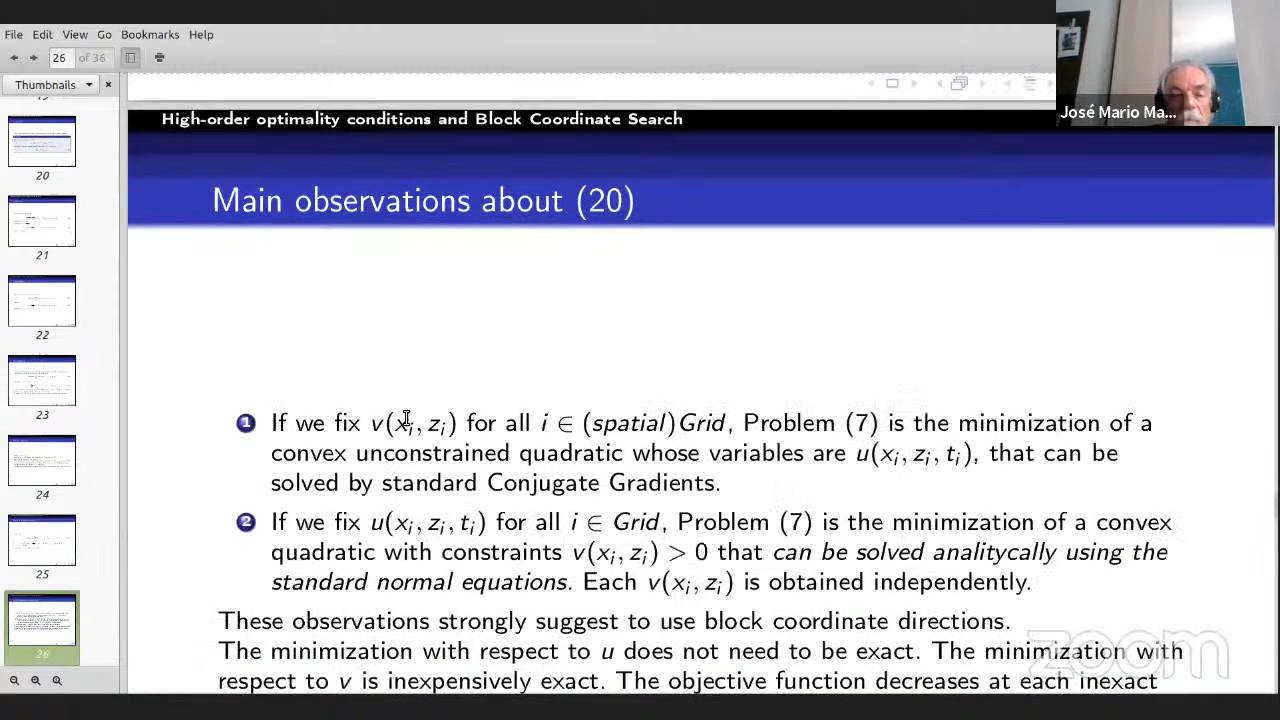 File Edit View Go Bookmarks Help
26 of 36
Thumbnails
José Mario Ma...
High-order optimality conditions and Block Coordinate Search
Main observations about (20)
20
21
22
23
24
25
26
1 If we fix v(xᵢ, zᵢ) for all i ∈ (spatial)Grid, Problem (7) is the minimization of a
convex unconstrained quadratic whose variables are u(xᵢ, zᵢ, tᵢ), that can be
solved by standard Conjugate Gradients.
2 If we fix u(xᵢ, zᵢ, tᵢ) for all i ∈ Grid, Problem (7) is the minimization of a convex
quadratic with constraints v(xᵢ, zᵢ) > 0 that can be solved analitycally using the
standard normal equations. Each v(xᵢ, zᵢ) is obtained independently.
These observations strongly suggest to use block coordinate directions.
The minimization with respect to u does not need to be exact. The minimization with
respect to v is inexpensively exact. The objective function decreases at each inexact
zoom